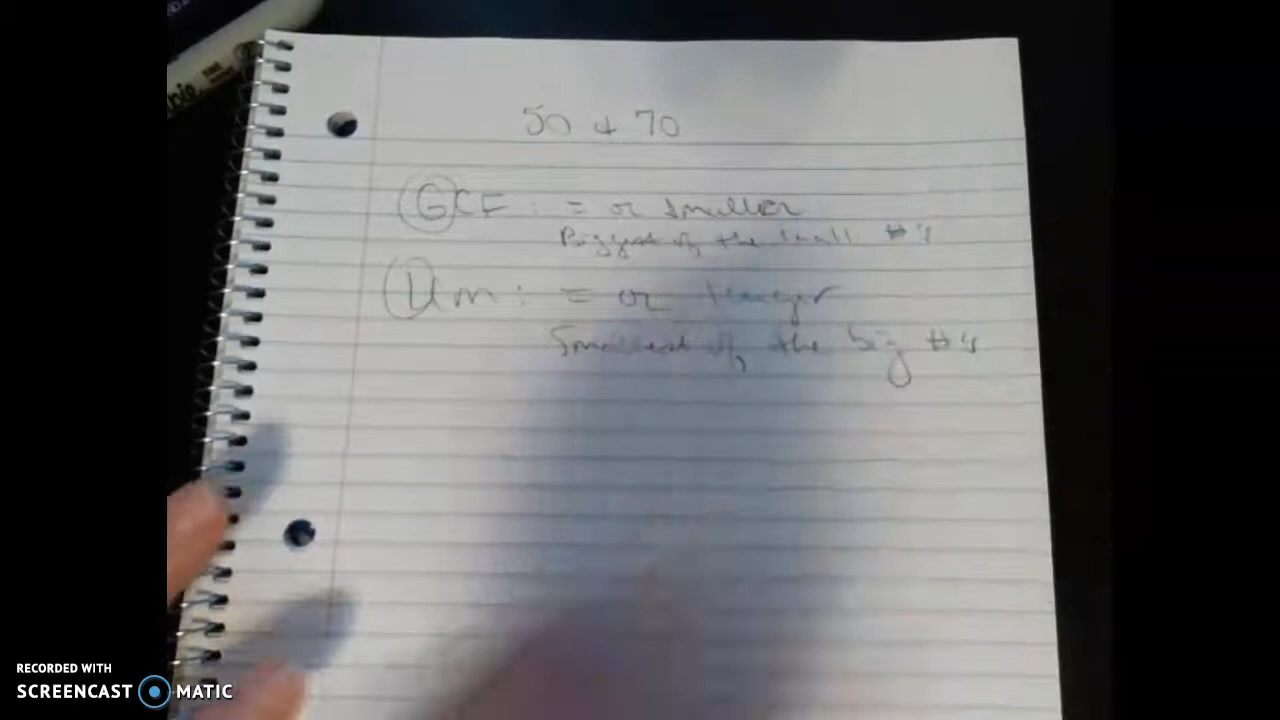 50 & 70
GCF : = or smaller
Biggest of the small #'s
LCM : = or larger
Smallest of the big #'s
RECORDED WITH
SCREENCAST MATIC